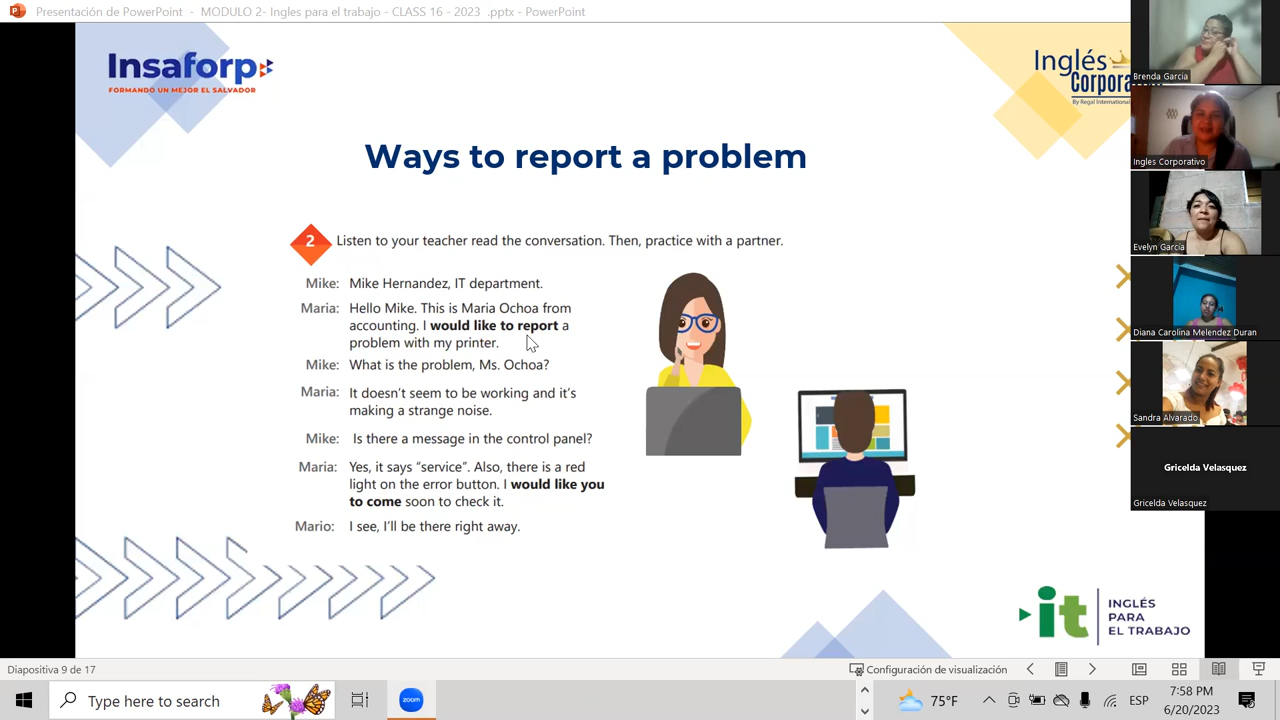 Presentación de PowerPoint - MODULO 2- Ingles para el trabajo - CLASS 16 - 2023 .pptx - PowerPoint
Insaforp
FORMANDO UN MEJOR EL SALVADOR
Inglés
Corpora
By Regal International
Ways to report a problem
2 Listen to your teacher read the conversation. Then, practice with a partner.
Mike: Mike Hernandez, IT department.
Maria: Hello Mike. This is Maria Ochoa from
accounting. I would like to report a
problem with my printer.
Mike: What is the problem, Ms. Ochoa?
Maria: It doesn't seem to be working and it's
making a strange noise.
Mike: Is there a message in the control panel?
Maria: Yes, it says "service". Also, there is a red
light on the error button. I would like you
to come soon to check it.
Mario: I see, I'll be there right away.
it INGLÉS
PARA
EL TRABAJO
Brenda Garcia
Ingles Corporativo
Evelyn García
Diana Carolina Melendez Duran
Sandra Alvarado
Gricelda Velasquez
Gricelda Velasquez
Diapositiva 9 de 17
Configuración de visualización
Type here to search
zoom
75°F
ESP
7:58 PM
6/20/2023